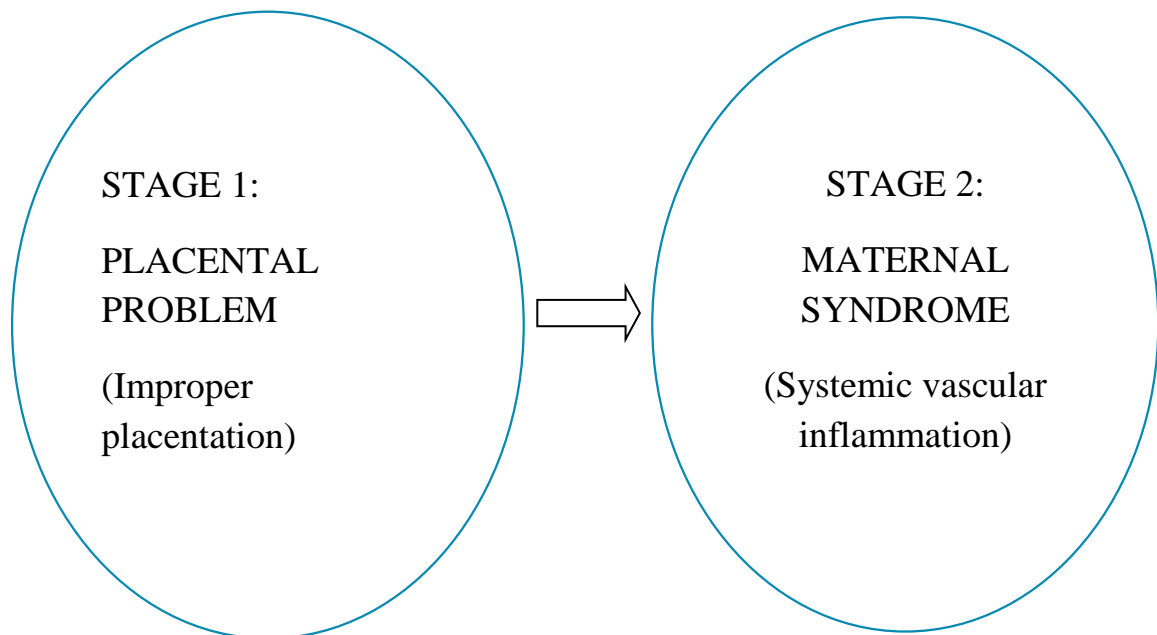 STAGE 1:
PLACENTAL
PROBLEM
(Improper
placentation)
STAGE 2:
MATERNAL
SYNDROME
(Systemic vascular
inflammation)